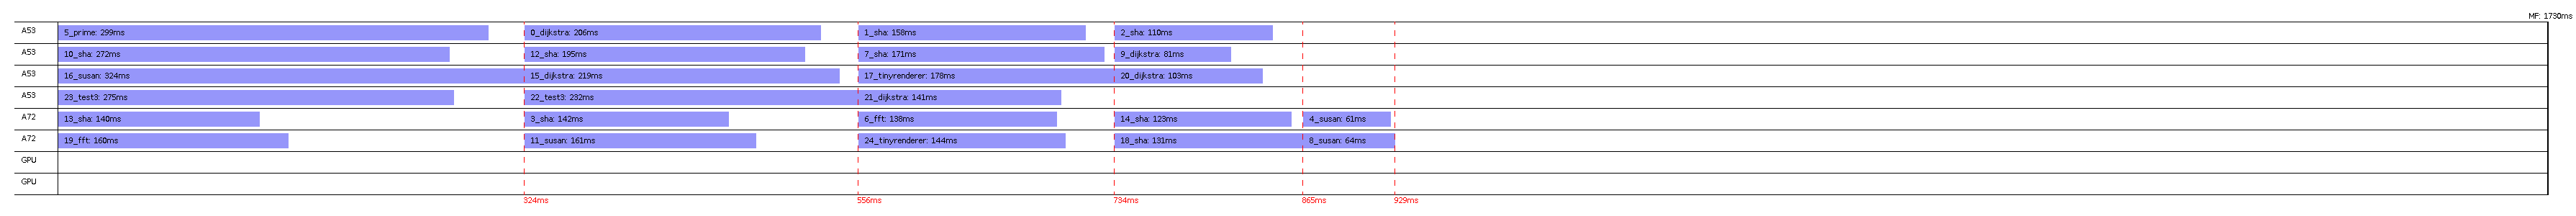 MF: 1730ms
A53 5_prime: 299ms 0_dijkstra: 206ms 1_sha: 158ms 2_sha: 110ms
A53 10_sha: 272ms 12_sha: 195ms 7_sha: 171ms 9_dijkstra: 81ms
A53 16_susan: 324ms 15_dijkstra: 219ms 17_tinyrenderer: 178ms 20_dijkstra: 103ms
A53 23_test3: 275ms 22_test3: 232ms 21_dijkstra: 141ms
A72 13_sha: 140ms 3_sha: 142ms 6_fft: 138ms 14_sha: 123ms 4_susan: 61ms
A72 19_fft: 160ms 11_susan: 161ms 24_tinyrenderer: 144ms 18_sha: 131ms 8_susan: 64ms
GPU
GPU
324ms 556ms 734ms 865ms 929ms